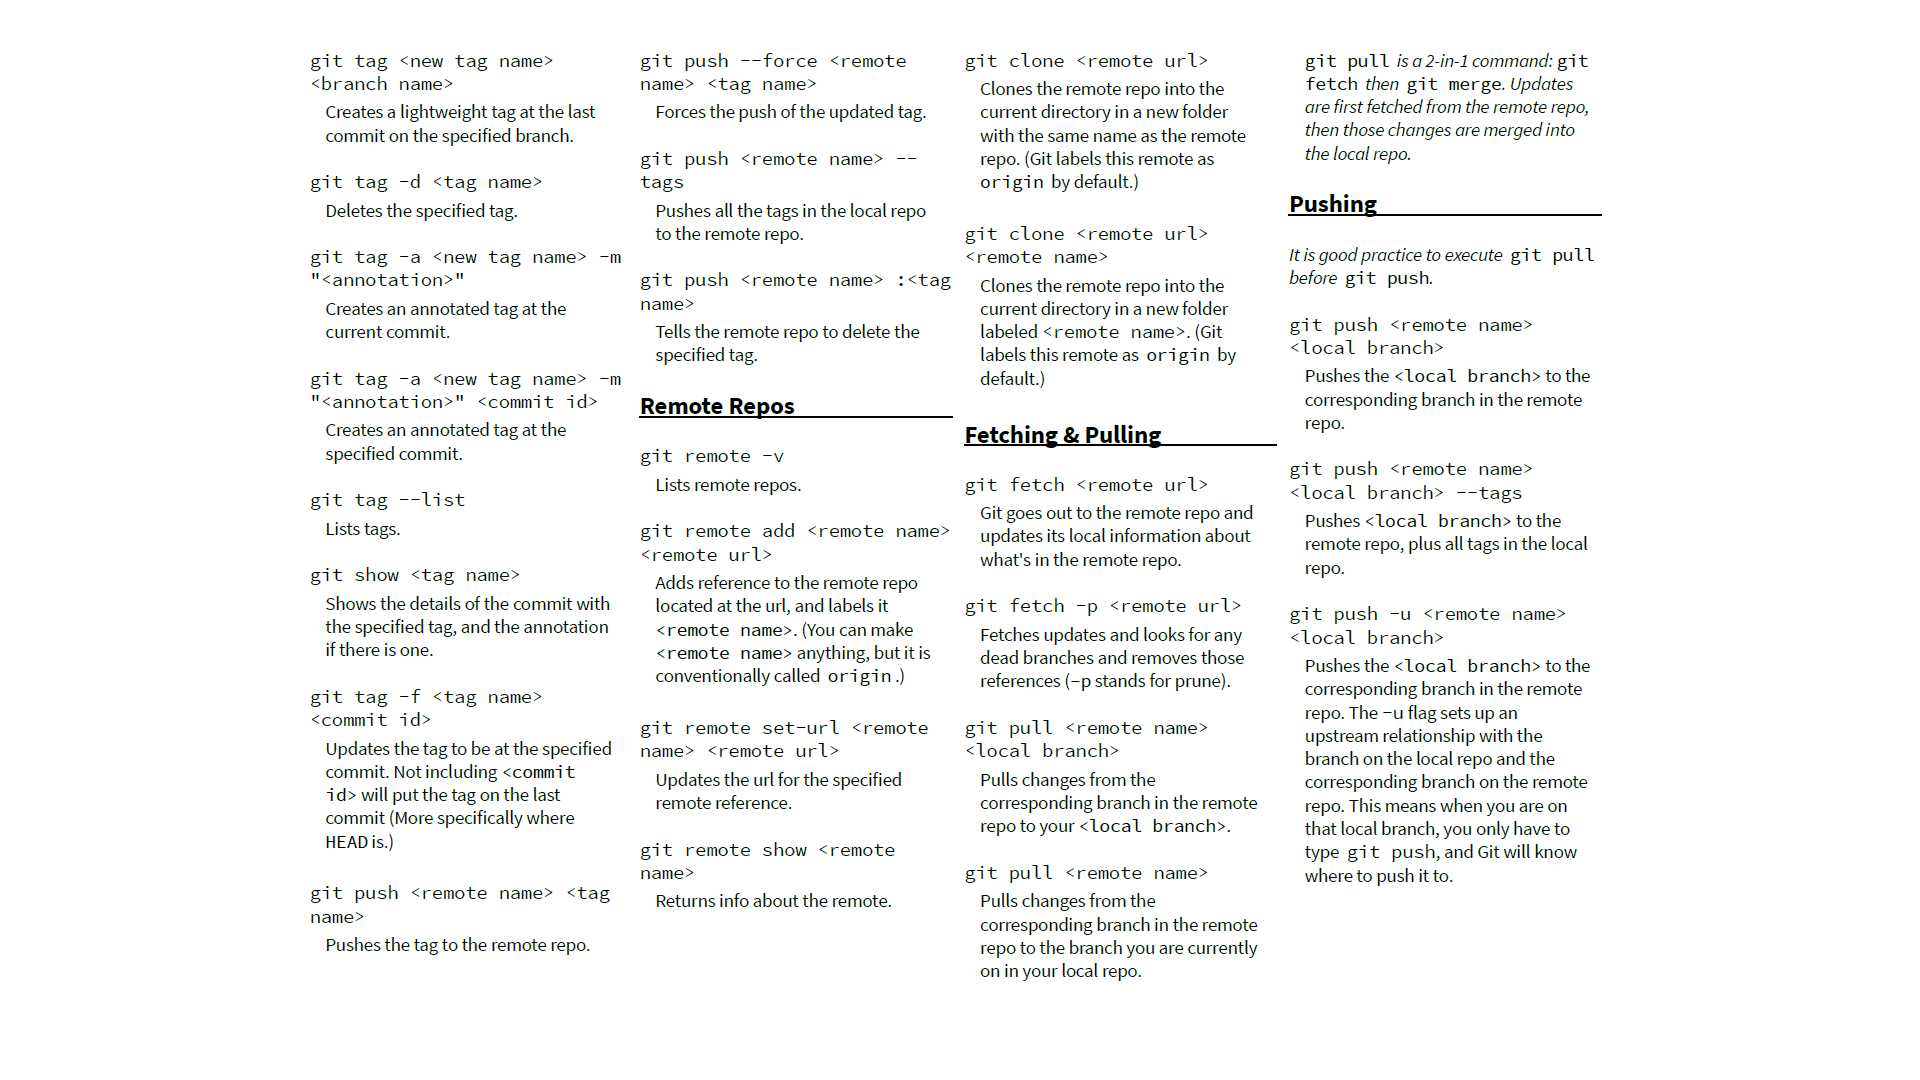 git tag <new tag name>
<branch name>
Creates a lightweight tag at the last
commit on the specified branch.
git tag -d <tag name>
Deletes the specified tag.
git tag -a <new tag name> -m
"<annotation>"
Creates an annotated tag at the
current commit.
git tag -a <new tag name> -m
"<annotation>" <commit id>
Creates an annotated tag at the
specified commit.
git tag --list
Lists tags.
git show <tag name>
Shows the details of the commit with
the specified tag, and the annotation
if there is one.
git tag -f <tag name>
<commit id>
Updates the tag to be at the specified
commit. Not including <commit
id> will put the tag on the last
commit (More specifically where
HEAD is.)
git push <remote name> <tag
name>
Pushes the tag to the remote repo.
git push --force <remote
name> <tag name>
Forces the push of the updated tag.
git push <remote name> --
tags
Pushes all the tags in the local repo
to the remote repo.
git push <remote name> :<tag
name>
Tells the remote repo to delete the
specified tag.
Remote Repos
git remote -v
Lists remote repos.
git remote add <remote name>
<remote url>
Adds reference to the remote repo
located at the url, and labels it
<remote name>. (You can make
<remote name> anything, but it is
conventionally called origin.)
git remote set-url <remote
name> <remote url>
Updates the url for the specified
remote reference.
git remote show <remote
name>
Returns info about the remote.
git clone <remote url>
Clones the remote repo into the
current directory in a new folder
with the same name as the remote
repo. (Git labels this remote as
origin by default.)
git clone <remote url>
<remote name>
Clones the remote repo into the
current directory in a new folder
labeled <remote name>. (Git
labels this remote as origin by
default.)
Fetching & Pulling
git fetch <remote url>
Git goes out to the remote repo and
updates its local information about
what's in the remote repo.
git fetch -p <remote url>
Fetches updates and looks for any
dead branches and removes those
references (-p stands for prune).
git pull <remote name>
<local branch>
Pulls changes from the
corresponding branch in the remote
repo to your <local branch>.
git pull <remote name>
Pulls changes from the
corresponding branch in the remote
repo to the branch you are currently
on in your local repo.
git pull is a 2-in-1 command: git
fetch then git merge. Updates
are first fetched from the remote repo,
then those changes are merged into
the local repo.
Pushing
It is good practice to execute git pull
before git push.
git push <remote name>
<local branch>
Pushes the <local branch> to the
corresponding branch in the remote
repo.
git push <remote name>
<local branch> --tags
Pushes <local branch> to the
remote repo, plus all tags in the local
repo.
git push -u <remote name>
<local branch>
Pushes the <local branch> to the
corresponding branch in the remote
repo. The -u flag sets up an
upstream relationship with the
branch on the local repo and the
corresponding branch on the remote
repo. This means when you are on
that local branch, you only have to
type git push, and Git will know
where to push it to.